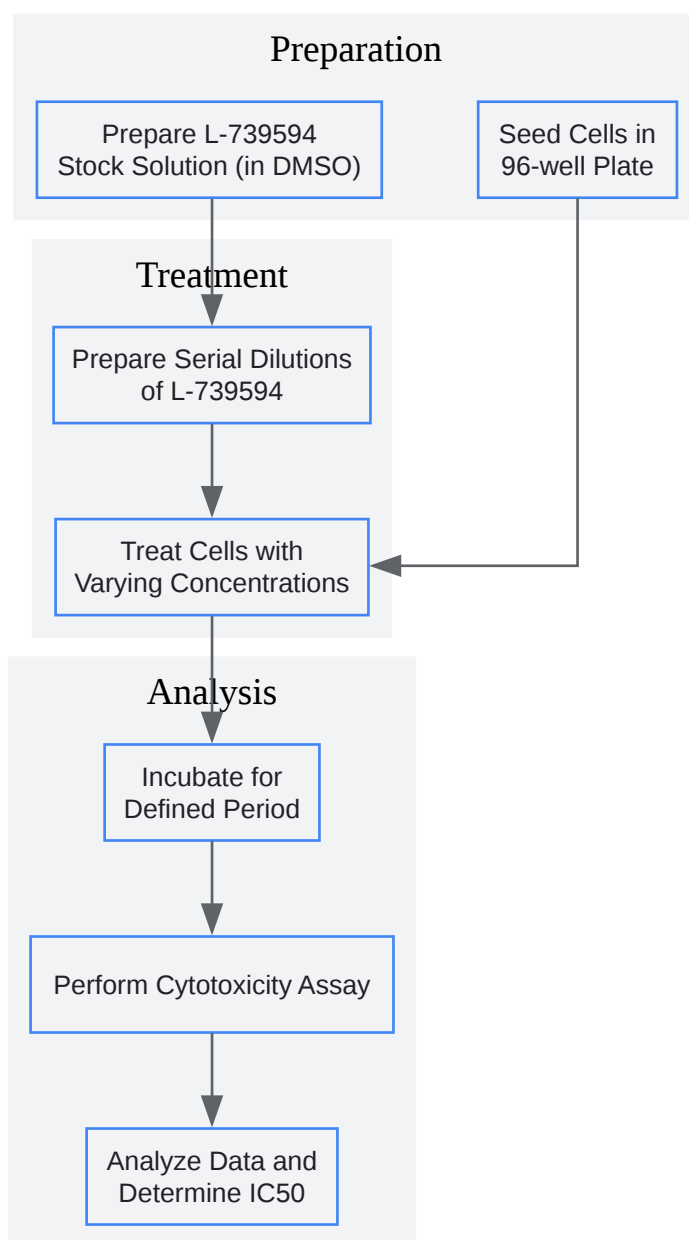 Preparation
Prepare L-739594
Stock Solution (in DMSO)
Seed Cells in
96-well Plate
Treatment
Prepare Serial Dilutions
of L-739594
Treat Cells with
Varying Concentrations
Analysis
Incubate for
Defined Period
Perform Cytotoxicity Assay
Analyze Data and
Determine IC50